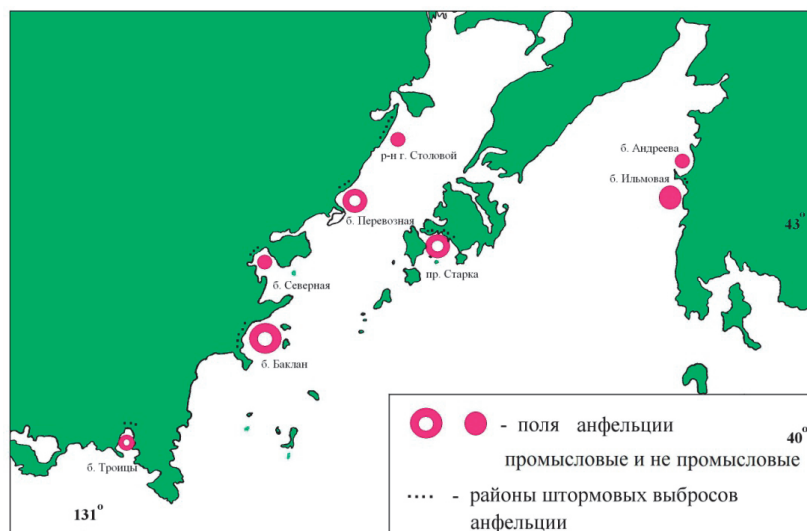 б. Андреева
р-н г. Столовой
б. Ильмовая
б. Перевозная
43°
пр. Старка
б. Северная
б. Баклан
- поля анфельции
40°
промысловые и не промысловые
б. Троицы
- районы штормовых выбросов
131°
анфельции